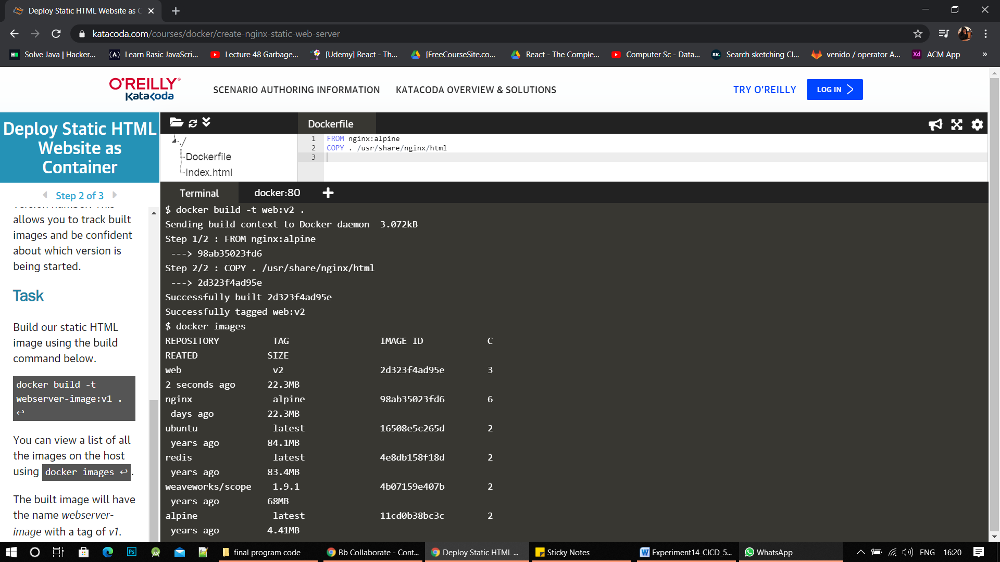 Deploy Static HTML Website as C
katacoda.com/courses/docker/create-nginx-static-web-server
Solve Java | Hacker...
Learn Basic JavaScri...
Lecture 48 Garbage...
[Udemy] React - Th...
[FreeCourseSite.co...
React - The Comple...
Computer Sc - Data...
SK.
Search sketching Cl...
venido / operator A...
Xd
ACM App
»
O'REILLY®
Katacoda
SCENARIO AUTHORING INFORMATION
KATACODA OVERVIEW & SOLUTIONS
TRY O'REILLY
LOG IN
Deploy Static HTML
Website as
Container
Step 2 of 3
allows you to track built
images and be confident
about which version is
being started.
Task
Build our static HTML
image using the build
command below.
docker build -t
webserver-image:v1 .
↩
You can view a list of all
the images on the host
using docker images ↩.
The built image will have
the name webserver-
image with a tag of v1.
./
Dockerfile
index.html
Dockerfile
1 FROM nginx:alpine
2 COPY . /usr/share/nginx/html
3
Terminal
docker:80
$ docker build -t web:v2 .
Sending build context to Docker daemon  3.072kB
Step 1/2 : FROM nginx:alpine
 ---> 98ab35023fd6
Step 2/2 : COPY . /usr/share/nginx/html
 ---> 2d323f4ad95e
Successfully built 2d323f4ad95e
Successfully tagged web:v2
$ docker images
REPOSITORY          TAG                 IMAGE ID            C
REATED             SIZE
web                 v2                  2d323f4ad95e        3
2 seconds ago      22.3MB
nginx               alpine              98ab35023fd6        6
 days ago          22.3MB
ubuntu              latest              16508e5c265d        2
 years ago         84.1MB
redis               latest              4e8db158f18d        2
 years ago         83.4MB
weaveworks/scope    1.9.1               4b07159e407b        2
 years ago         68MB
alpine              latest              11cd0b38bc3c        2
 years ago         4.41MB
Ps
final program code
Bb Collaborate - Cont...
Deploy Static HTML ...
Sticky Notes
Experiment14_CICD_5...
WhatsApp
ENG
16:20